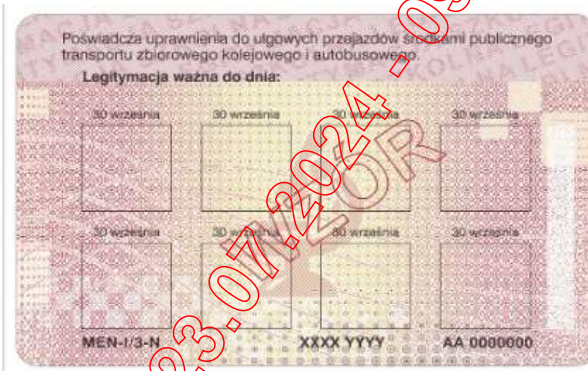 Poświadcza uprawnienia do ulgowych przejazdów środkami publicznego
transportu zbiorowego kolejowego i autobusowego.
Legitymacja ważna do dnia:
30 września 30 września 30 września 30 września
30 września 30 września 30 września 30 września
WZÓR
03.07.2024 - 09
MEN-I/3-N XXXX YYYY AA 0000000